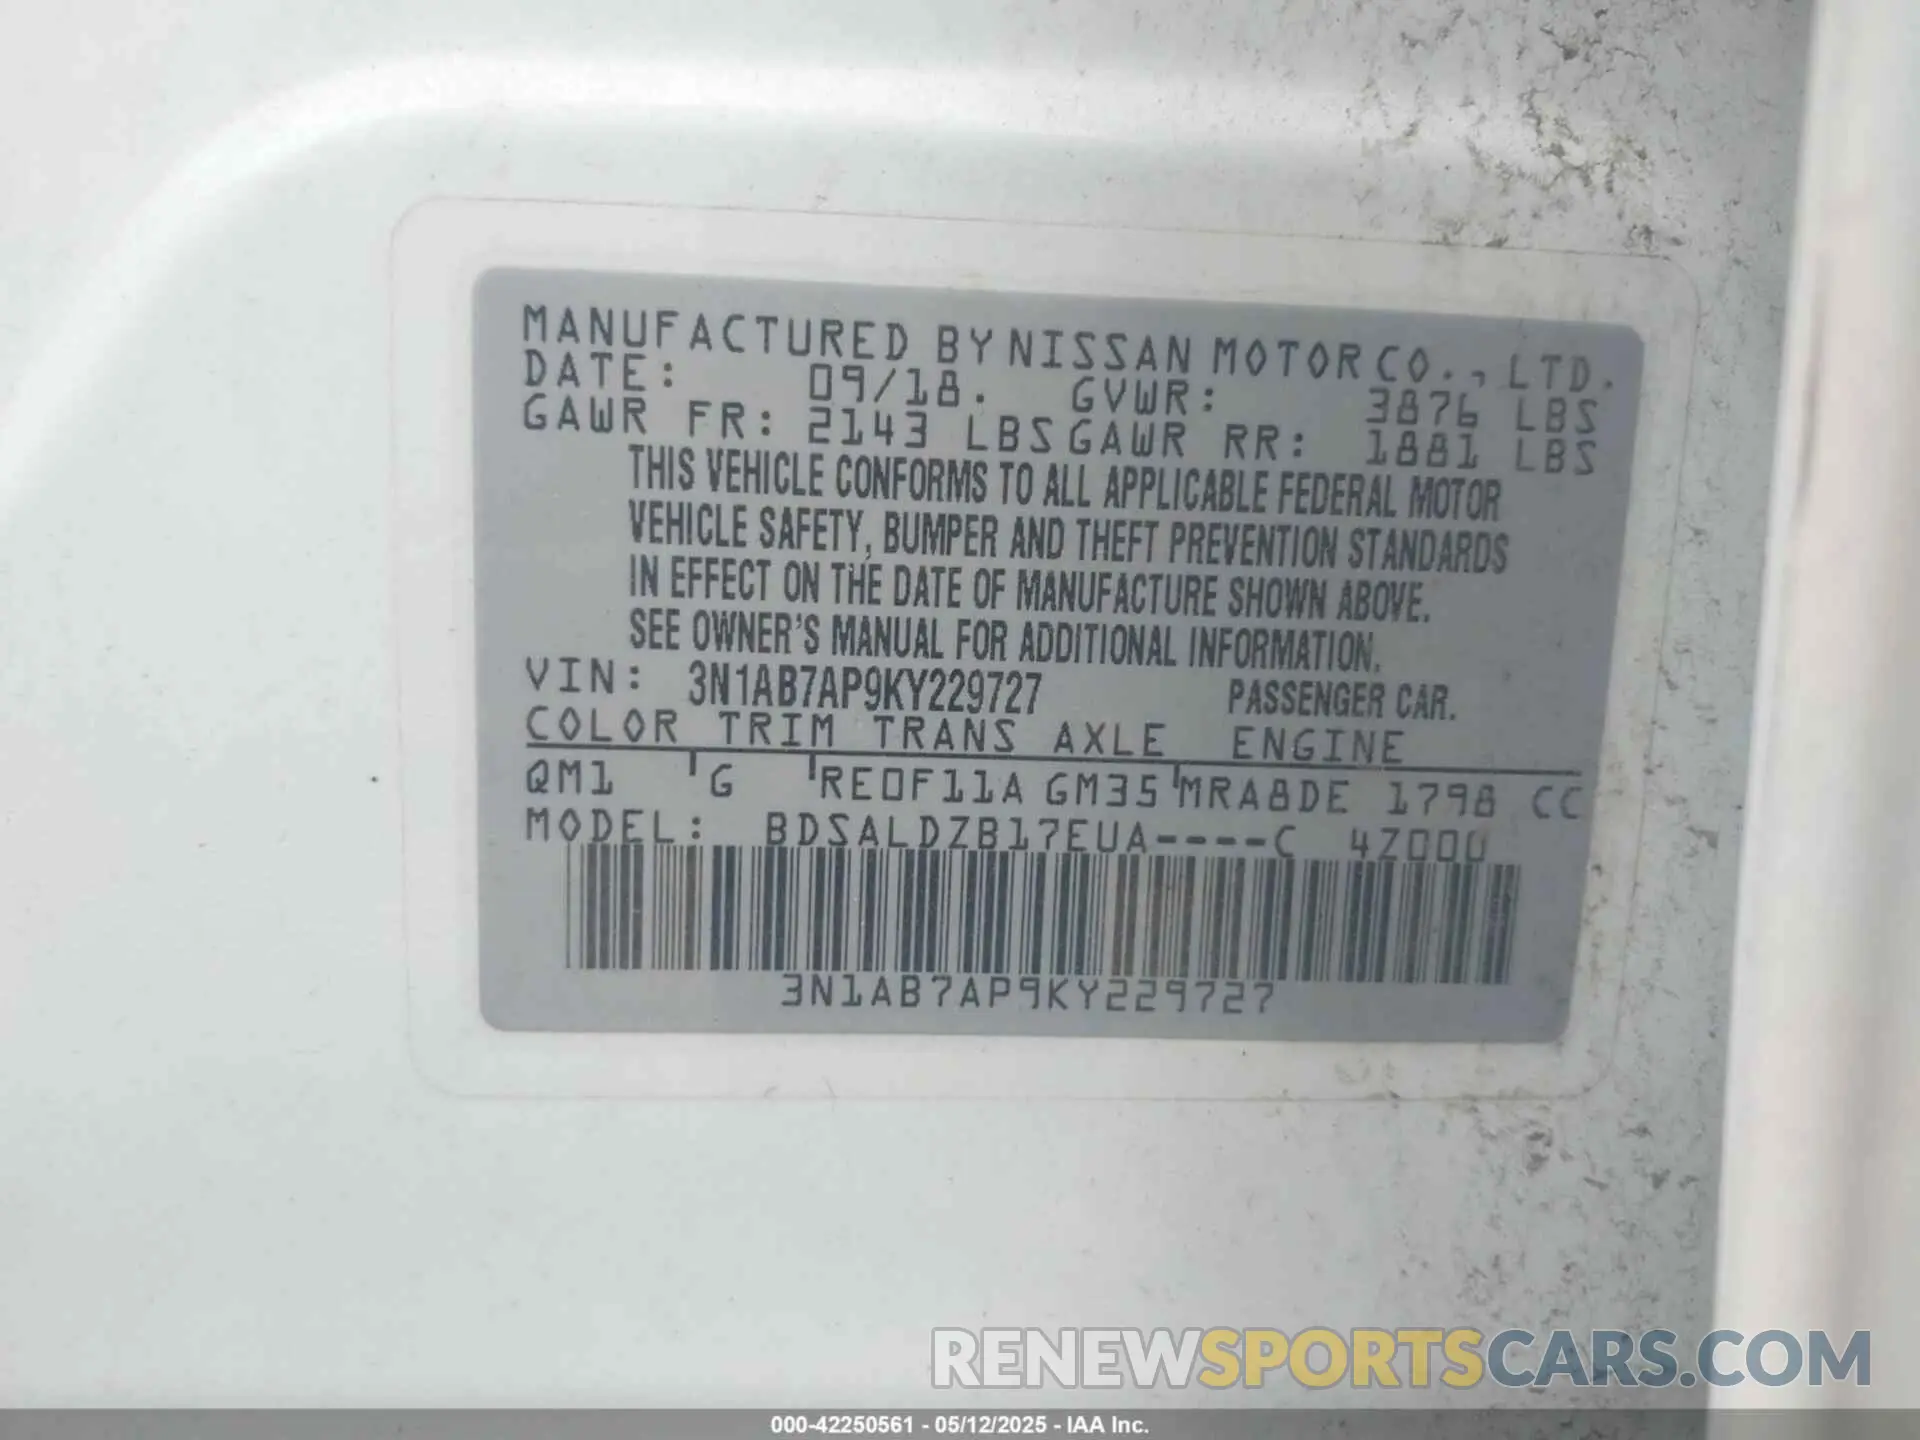 MANUFACTURED BY NISSAN MOTOR CO., LTD.
DATE: 09/18. GVWR: 3876 LBS
GAWR FR: 2143 LBS GAWR RR: 1881 LBS
THIS VEHICLE CONFORMS TO ALL APPLICABLE FEDERAL MOTOR
VEHICLE SAFETY, BUMPER AND THEFT PREVENTION STANDARDS
IN EFFECT ON THE DATE OF MANUFACTURE SHOWN ABOVE.
SEE OWNER'S MANUAL FOR ADDITIONAL INFORMATION.
VIN: 3N1AB7AP9KY229727 PASSENGER CAR.
COLOR TRIM TRANS AXLE ENGINE
QM1 G RE0F11A GM35 MRA8DE 1798 CC
MODEL: BDSALDZB17EUA----C 4Z000
3N1AB7AP9KY229727
RENEWSPORTSCARS.COM
000-42250561 - 05/12/2025 - IAA Inc.